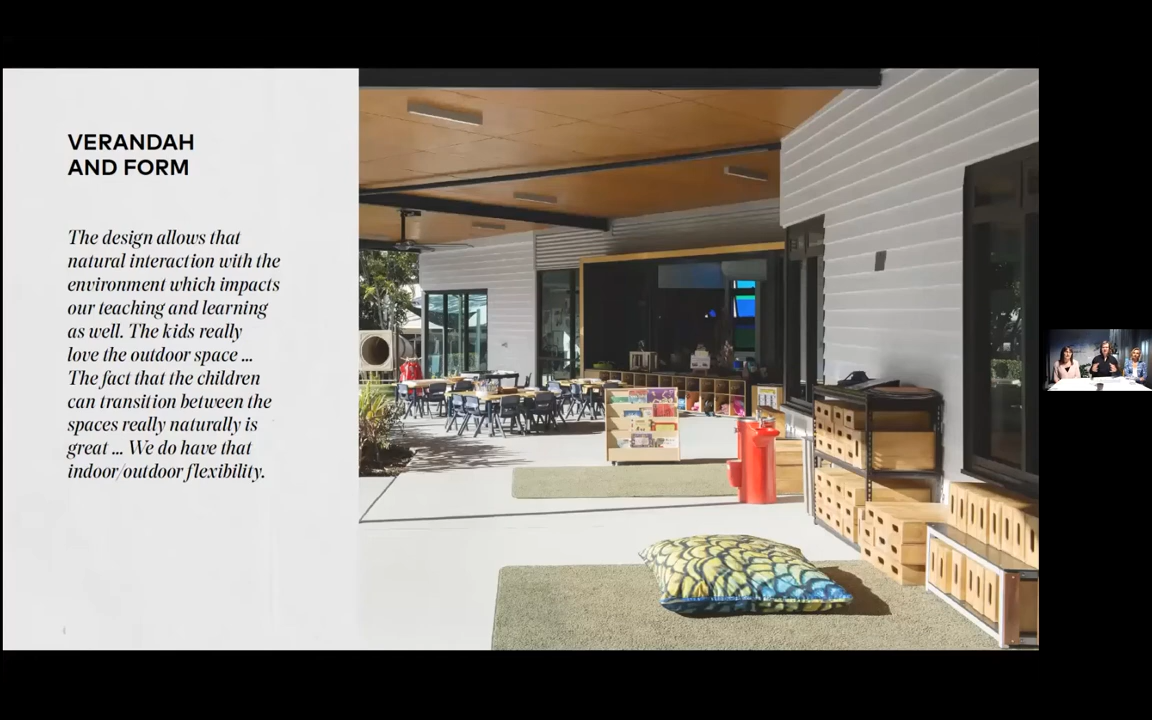 VERANDAH
AND FORM
The design allows that
natural interaction with the
environment which impacts
our teaching and learning
as well. The kids really
love the outdoor space ...
The fact that the children
can transition between the
spaces really naturally is
great ... We do have that
indoor/outdoor flexibility.